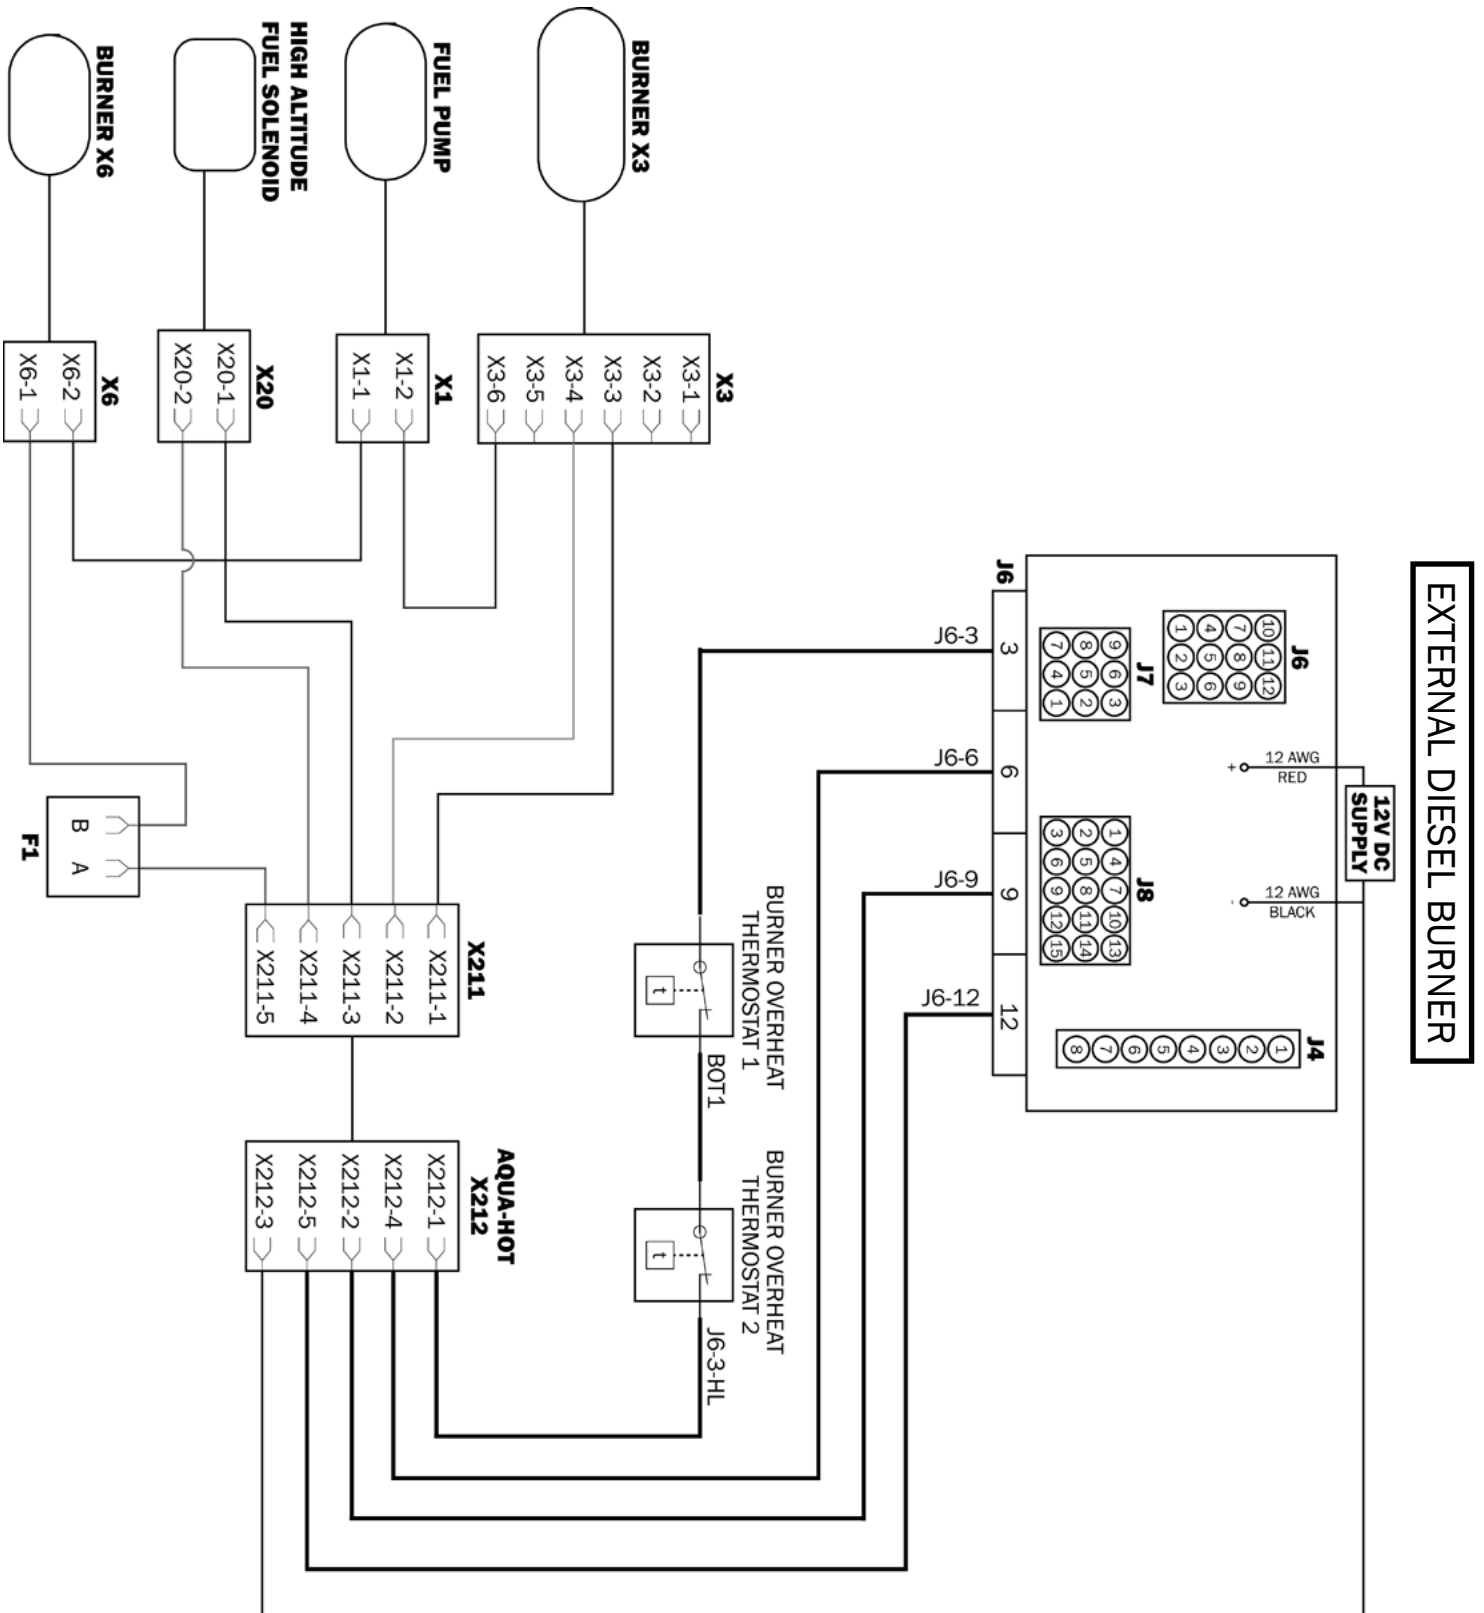 EXTERNAL DIESEL BURNER
12V DC
SUPPLY
12 AWG
RED
+
12 AWG
BLACK
-
J6
10 11 12
7 8 9
4 5 6
1 2 3
J7
9 6 3
8 5 2
7 4 1
J8
1 4 7 10 13
2 5 8 11 14
3 6 9 12 15
J4
8 7 6 5 4 3 2 1
J6
3
6
9
12
J6-3
J6-6
J6-9
J6-12
BURNER OVERHEAT
THERMOSTAT 1
t
BOT1
BURNER OVERHEAT
THERMOSTAT 2
t
J6-3-HL
BURNER X3
X3
X3-1
X3-2
X3-3
X3-4
X3-5
X3-6
FUEL PUMP
X1
X1-2
X1-1
HIGH ALTITUDE
FUEL SOLENOID
X20
X20-1
X20-2
BURNER X6
X6
X6-2
X6-1
F1
B
A
X211
X211-1
X211-2
X211-3
X211-4
X211-5
AQUA-HOT
X212
X212-1
X212-4
X212-2
X212-5
X212-3